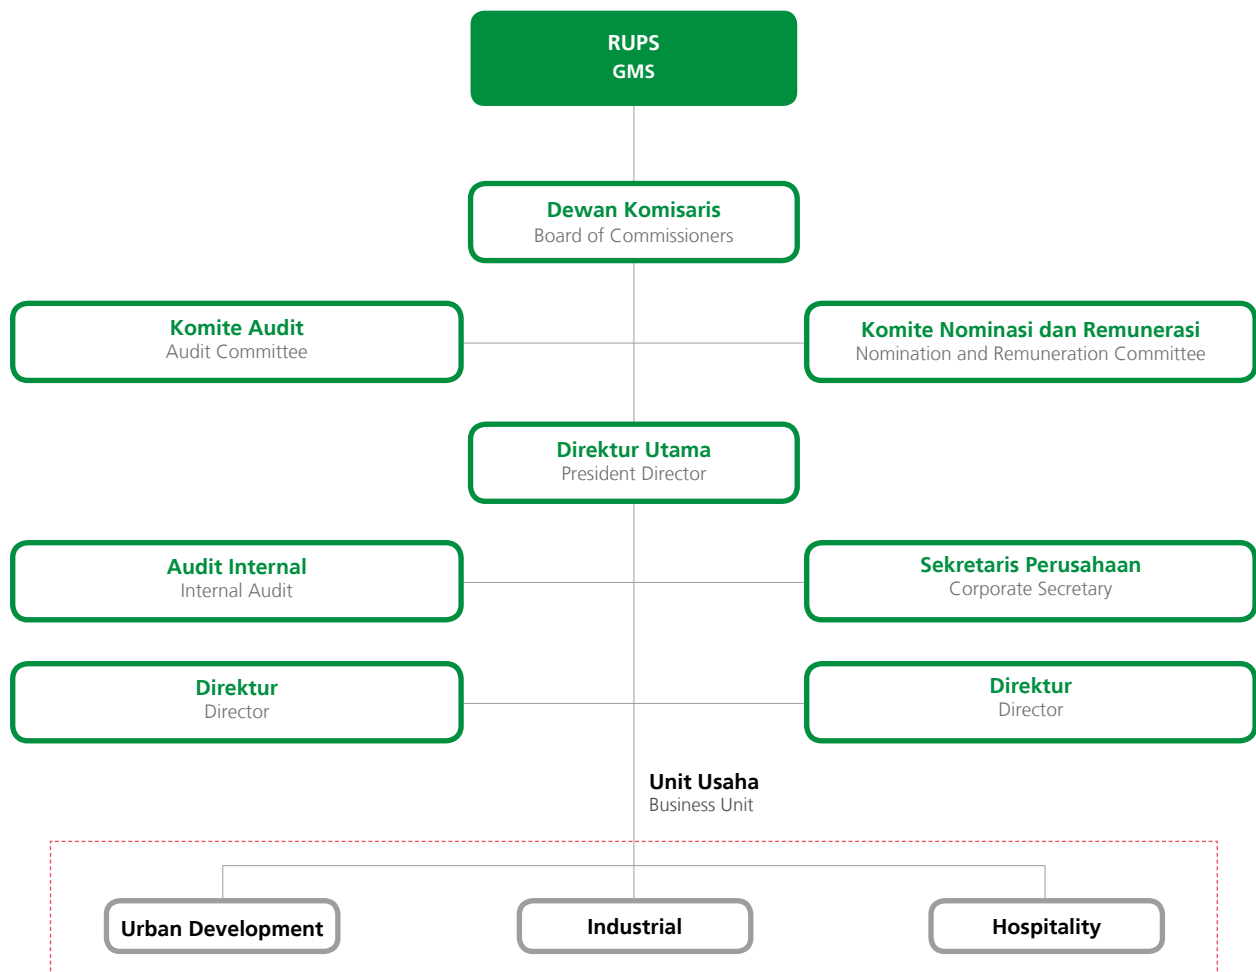 RUPS
GMS
Dewan Komisaris
Board of Commissioners
Komite Audit
Audit Committee
Komite Nominasi dan Remunerasi
Nomination and Remuneration Committee
Direktur Utama
President Director
Audit Internal
Internal Audit
Sekretaris Perusahaan
Corporate Secretary
Direktur
Director
Direktur
Director
Unit Usaha
Business Unit
Urban Development
Industrial
Hospitality